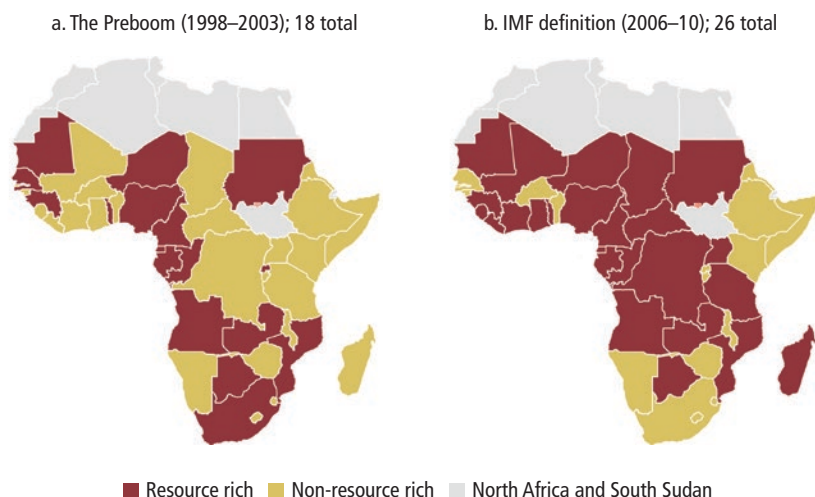 a. The Preboom (1998–2003); 18 total
b. IMF definition (2006–10); 26 total
Resource rich
Non-resource rich
North Africa and South Sudan